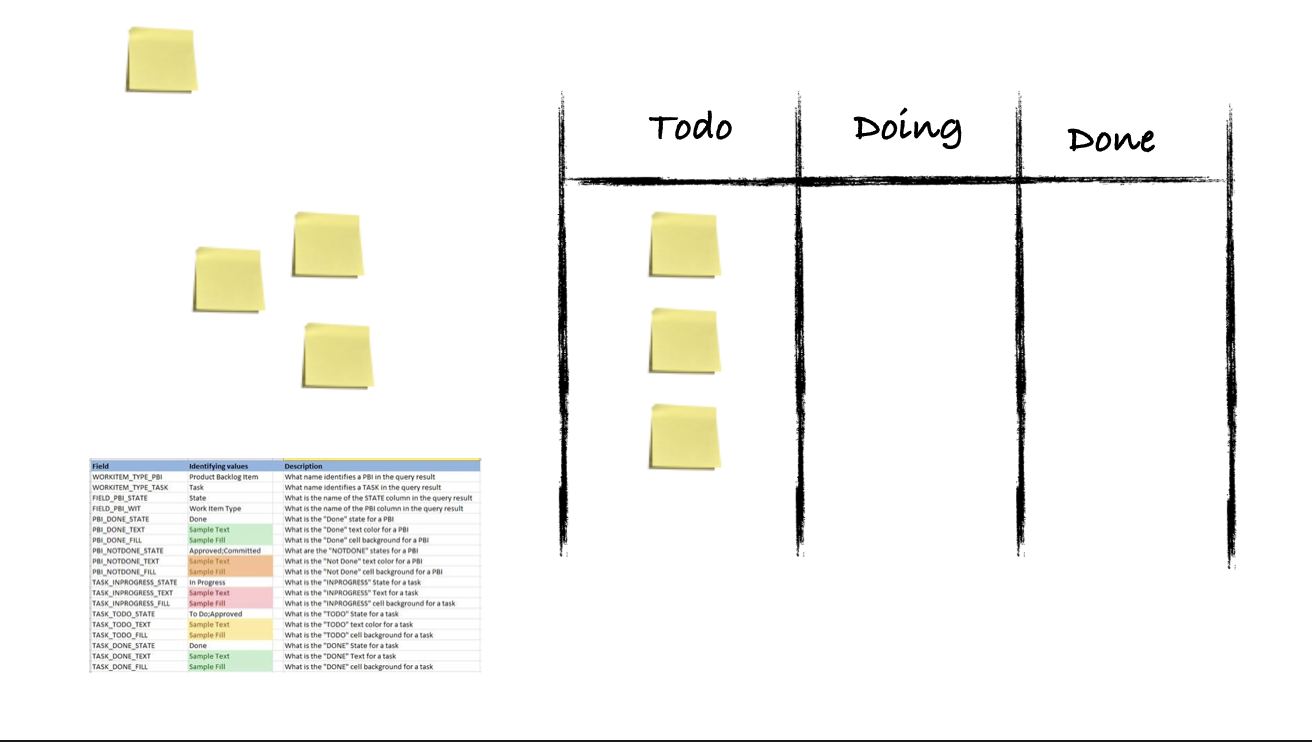 Todo Doing Done
Field Identifying values Description
WORKITEM_TYPE_PBI Product Backlog Item What name identifies a PBI in the query result
WORKITEM_TYPE_TASK Task What name identifies a TASK in the query result
FIELD_PBI_STATE State What is the name of the STATE column in the query result
FIELD_PBI_WIT Work Item Type What is the name of the PBI column in the query result
PBI_DONE_STATE Done What is the "Done" state for a PBI
PBI_DONE_TEXT Sample Text What is the "Done" text color for a PBI
PBI_DONE_FILL Sample Fill What is the "Done" cell background for a PBI
PBI_NOTDONE_STATE Approved;Committed What are the "NOTDONE" states for a PBI
PBI_NOTDONE_TEXT Sample Text What is the "Not Done" text color for a PBI
PBI_NOTDONE_FILL Sample Fill What is the "Not Done" cell background for a PBI
TASK_INPROGRESS_STATE In Progress What is the "INPROGRESS" State for a task
TASK_INPROGRESS_TEXT Sample Text What is the "INPROGRESS" Text for a task
TASK_INPROGRESS_FILL Sample Fill What is the "INPROGRESS" cell background for a task
TASK_TODO_STATE To Do;Approved What is the "TODO" State for a task
TASK_TODO_TEXT Sample Text What is the "TODO" text color for a task
TASK_TODO_FILL Sample Fill What is the "TODO" cell background for a task
TASK_DONE_STATE Done What is the "DONE" State for a task
TASK_DONE_TEXT Sample Text What is the "DONE" Text for a task
TASK_DONE_FILL Sample Fill What is the "DONE" cell background for a task